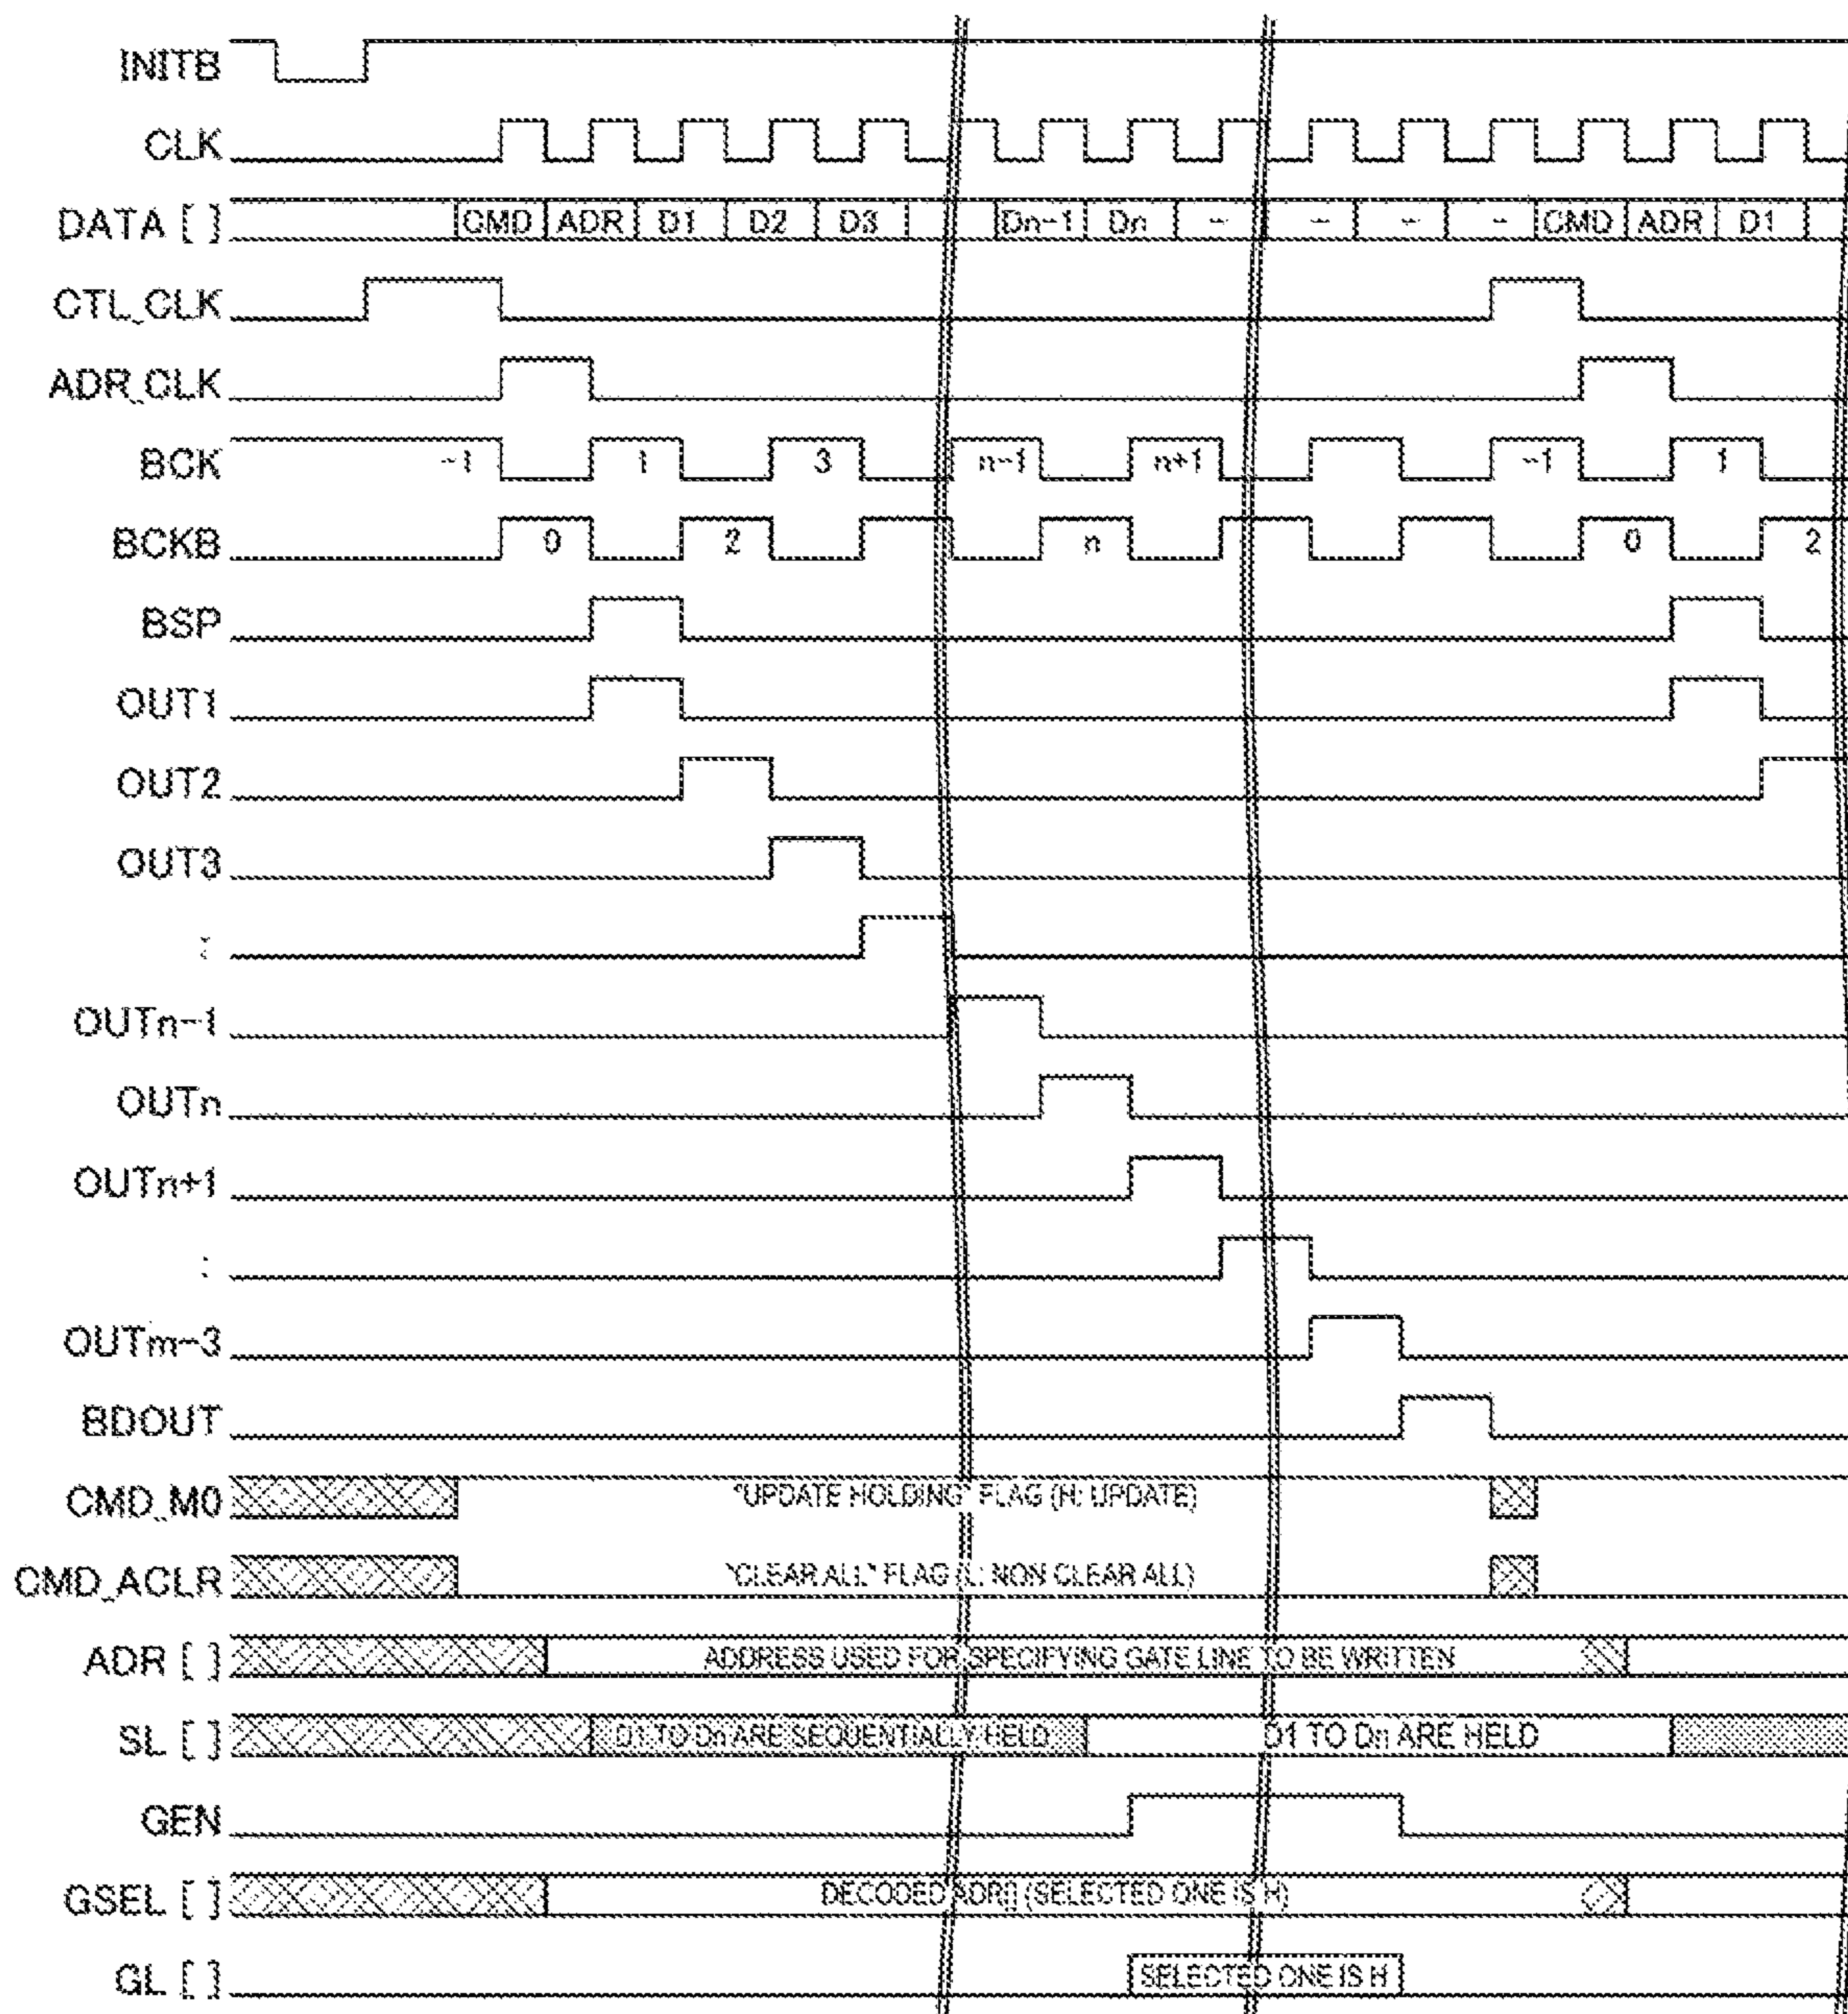 INITB
CLK
DATA [ ] CMD ADR D1 D2 D3 Dn-1 Dn - - - - CMD ADR D1
CTL_CLK
ADR_CLK
BCK -1 1 3 n-1 n+1 -1 1
BCKB 0 2 n 0 2
BSP
OUT1
OUT2
OUT3
:
OUTn-1
OUTn
OUTn+1
:
OUTm-3
BDOUT
CMD_M0 "UPDATE HOLDING" FLAG (H: UPDATE)
CMD_ACLR "CLEAR ALL" FLAG (L: NON CLEAR ALL)
ADR [ ] ADDRESS USED FOR SPECIFYING GATE LINE TO BE WRITTEN
SL [ ] D1 TO Dn ARE SEQUENTIALLY HELD D1 TO Dn ARE HELD
GEN
GSEL [ ] DECODED ADR[] (SELECTED ONE IS H)
GL [ ] SELECTED ONE IS H